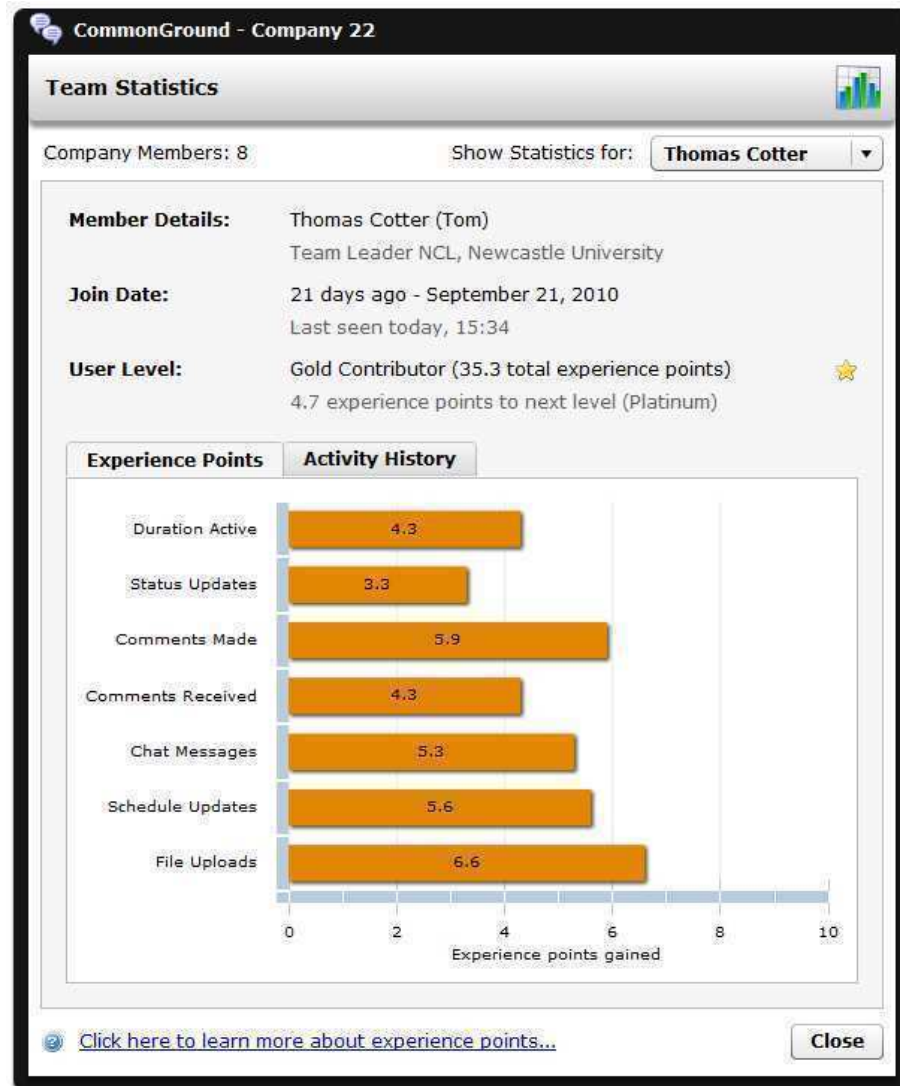 CommonGround - Company 22
Team Statistics
Company Members: 8 Show Statistics for: Thomas Cotter
Member Details: Thomas Cotter (Tom)
Team Leader NCL, Newcastle University
Join Date: 21 days ago - September 21, 2010
Last seen today, 15:34
User Level: Gold Contributor (35.3 total experience points)
4.7 experience points to next level (Platinum)
Experience Points Activity History
Duration Active 4.3
Status Updates 3.3
Comments Made 5.9
Comments Received 4.3
Chat Messages 5.3
Schedule Updates 5.6
File Uploads 6.6
0 2 4 6 8 10
Experience points gained
Click here to learn more about experience points... Close